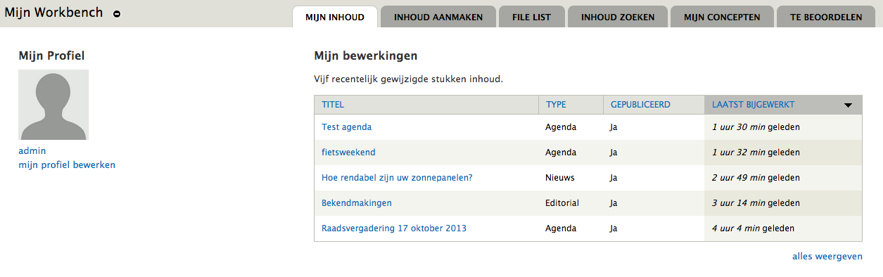 Mijn Workbench
MIJN INHOUD INHOUD AANMAKEN FILE LIST INHOUD ZOEKEN MIJN CONCEPTEN TE BEOORDELEN
Mijn Profiel
admin
mijn profiel bewerken
Mijn bewerkingen
Vijf recentelijk gewijzigde stukken inhoud.
TITEL TYPE GEPUBLICEERD LAATST BIJGEWERKT
Test agenda Agenda Ja 1 uur 30 min geleden
fietsweekend Agenda Ja 1 uur 32 min geleden
Hoe rendabel zijn uw zonnepanelen? Nieuws Ja 2 uur 49 min geleden
Bekendmakingen Editorial Ja 3 uur 14 min geleden
Raadsvergadering 17 oktober 2013 Agenda Ja 4 uur 4 min geleden
alles weergeven